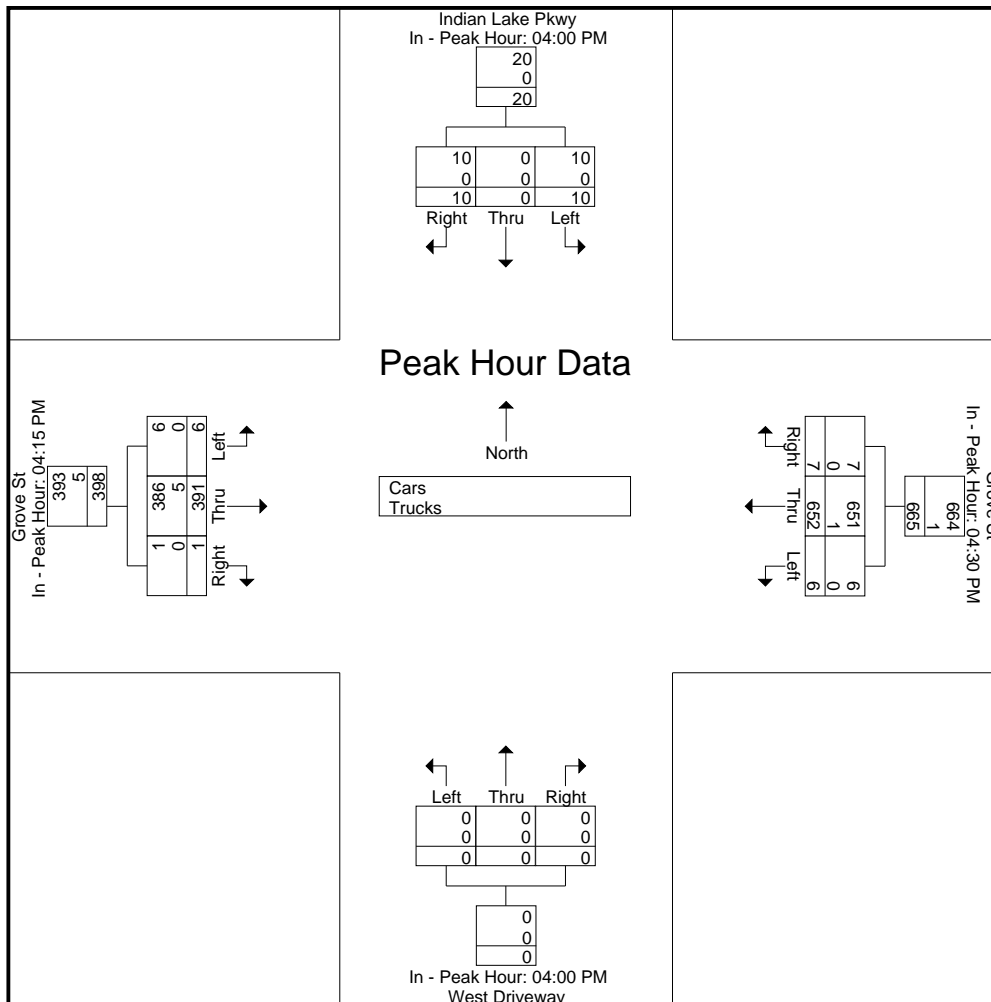 Indian Lake Pkwy
In - Peak Hour: 04:00 PM
20
0
20
10 0 10
0 0 0
10 0 10
Right Thru Left
Peak Hour Data
North
Cars
Trucks
Grove St
In - Peak Hour: 04:15 PM
393
5
398
6 0 6
386 5 391
1 0 1
Left
Thru
Right
Grove St
In - Peak Hour: 04:30 PM
664
1
665
7 0 7
652 1 651
6 0 6
Right
Thru
Left
Left Thru Right
0 0 0
0 0 0
0 0 0
0
0
0
In - Peak Hour: 04:00 PM
West Driveway